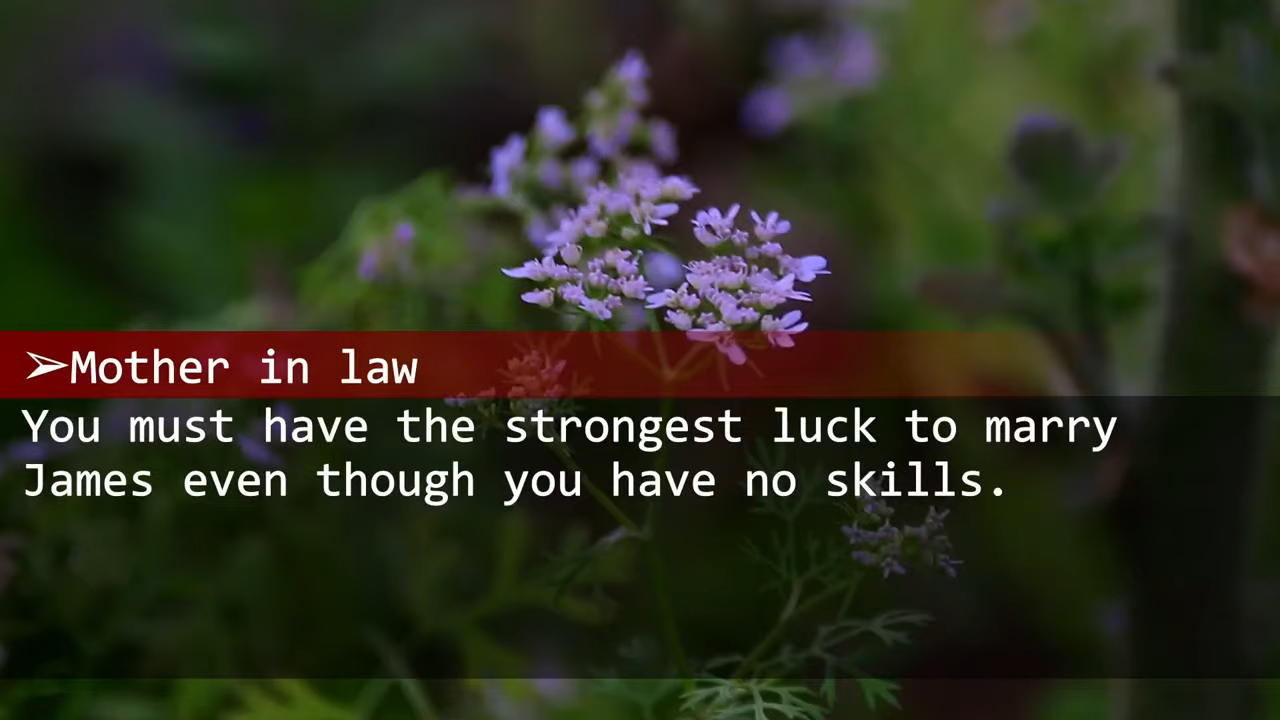 ➢Mother in law
You must have the strongest luck to marry
James even though you have no skills.